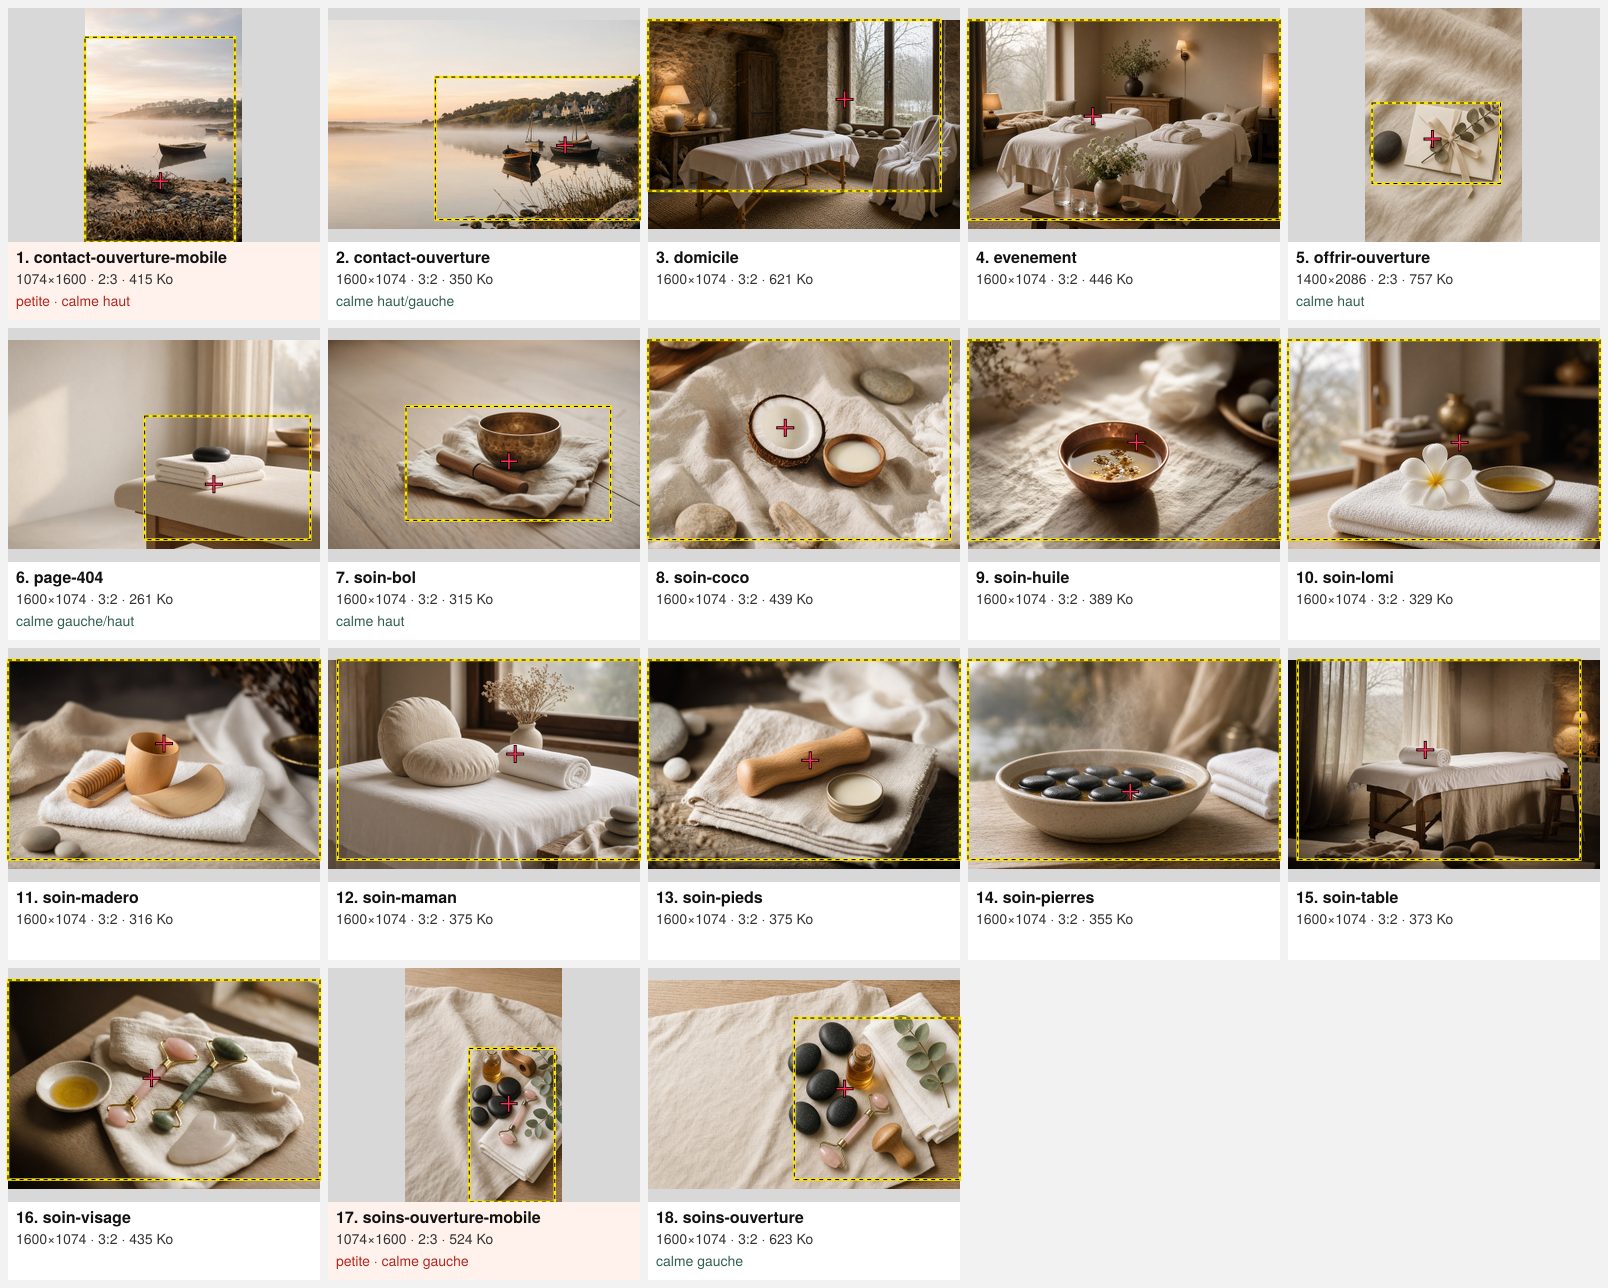 1. contact-ouverture-mobile
1074×1600 · 2:3 · 415 Ko
petite · calme haut
2. contact-ouverture
1600×1074 · 3:2 · 350 Ko
calme haut/gauche
3. domicile
1600×1074 · 3:2 · 621 Ko
4. evenement
1600×1074 · 3:2 · 446 Ko
5. offrir-ouverture
1400×2086 · 2:3 · 757 Ko
calme haut
6. page-404
1600×1074 · 3:2 · 261 Ko
calme gauche/haut
7. soin-bol
1600×1074 · 3:2 · 315 Ko
calme haut
8. soin-coco
1600×1074 · 3:2 · 439 Ko
9. soin-huile
1600×1074 · 3:2 · 389 Ko
10. soin-lomi
1600×1074 · 3:2 · 329 Ko
11. soin-madero
1600×1074 · 3:2 · 316 Ko
12. soin-maman
1600×1074 · 3:2 · 375 Ko
13. soin-pieds
1600×1074 · 3:2 · 375 Ko
14. soin-pierres
1600×1074 · 3:2 · 355 Ko
15. soin-table
1600×1074 · 3:2 · 373 Ko
16. soin-visage
1600×1074 · 3:2 · 435 Ko
17. soins-ouverture-mobile
1074×1600 · 2:3 · 524 Ko
petite · calme gauche
18. soins-ouverture
1600×1074 · 3:2 · 623 Ko
calme gauche